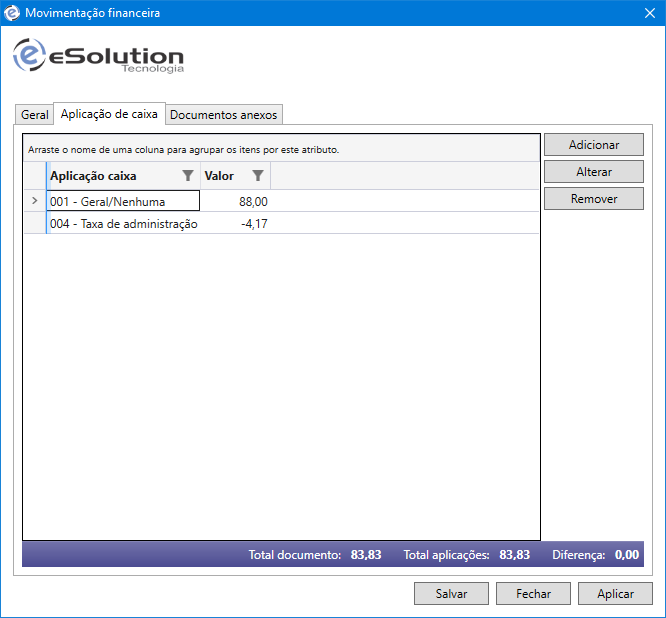 Movimentação financeira
eSolution
Tecnologia
Geral Aplicação de caixa Documentos anexos
Arraste o nome de uma coluna para agrupar os itens por este atributo.
Adicionar
Alterar
Remover
Aplicação caixa Valor
001 - Geral/Nenhuma 88,00
004 - Taxa de administração -4,17
Total documento: 83,83 Total aplicações: 83,83 Diferença: 0,00
Salvar Fechar Aplicar